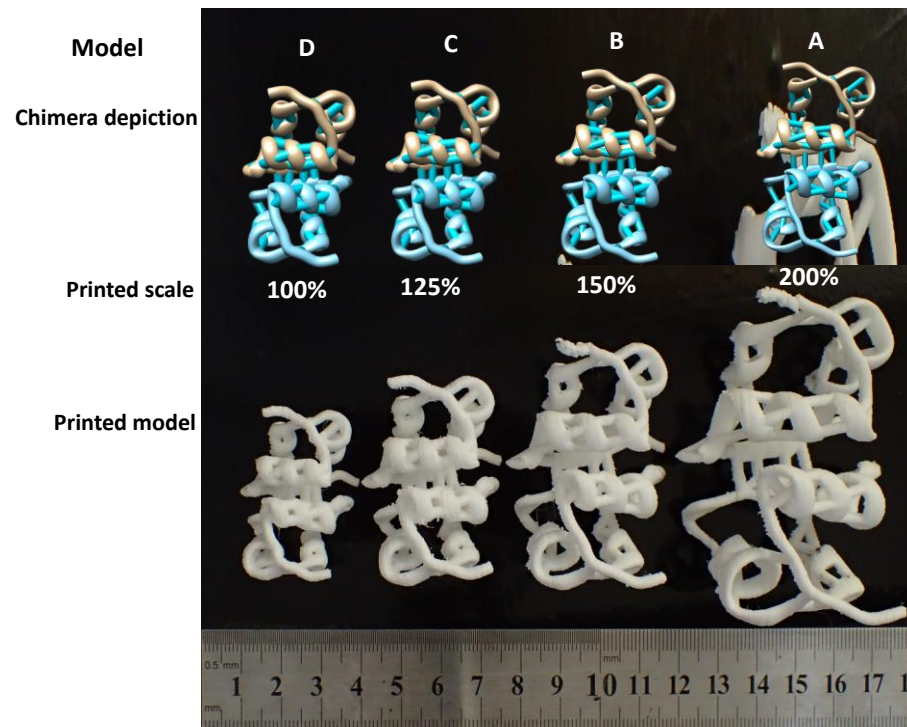 Model D C B A
Chimera depiction
Printed scale 100% 125% 150% 200%
Printed model
0.5 mm mm
1 2 3 4 5 6 7 8 9 10 11 12 13 14 15 16 17
mm